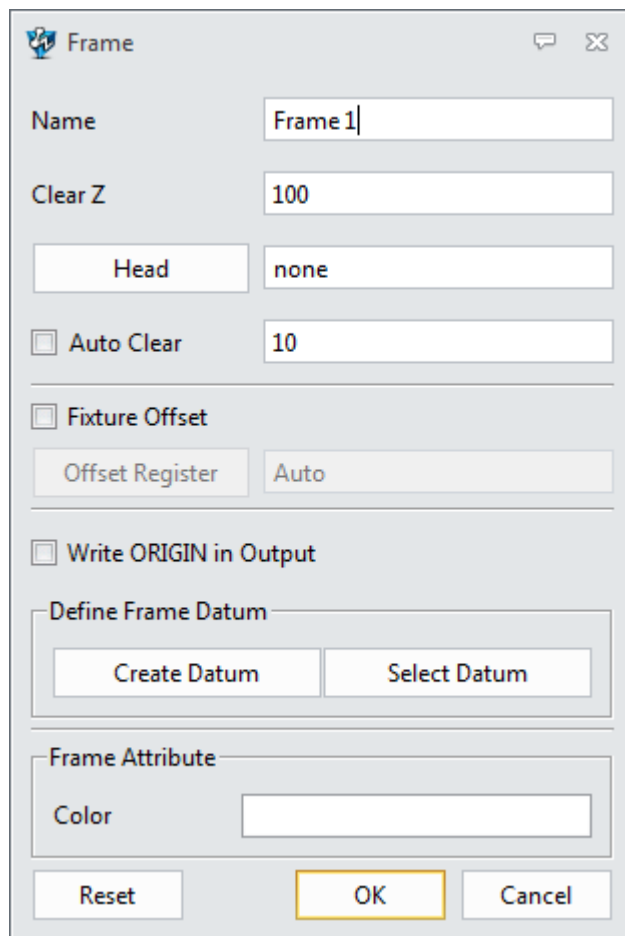 Frame
Name Frame 1
Clear Z 100
Head none
Auto Clear 10
Fixture Offset
Offset Register Auto
Write ORIGIN in Output
Define Frame Datum
Create Datum Select Datum
Frame Attribute
Color
Reset OK Cancel